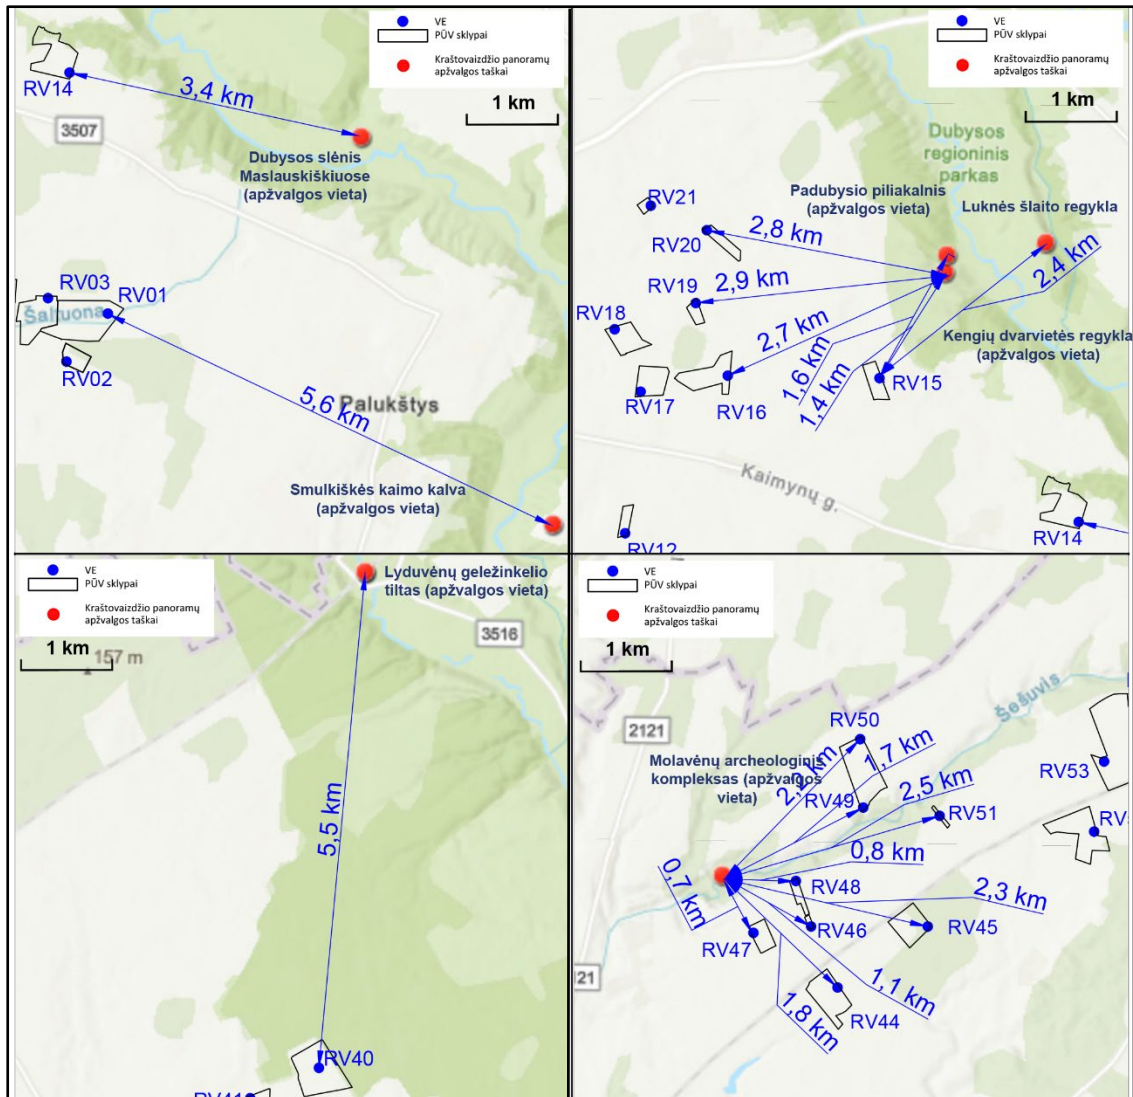 VE
PŪV sklypai
Kraštovaizdžio panoramų
apžvalgos taškai
1 km
RV14
3,4 km
3507
Dubysos slėnis
Maslauskiškiuose
(apžvalgos vieta)
RV03
RV01
Šaltuona
RV02
5,6 km
Palukštys
Smulkiškės kaimo kalva
(apžvalgos vieta)
VE
PŪV sklypai
Kraštovaizdžio panoramų
apžvalgos taškai
1 km
Dubysos
regioninis
parkas
Padubysio piliakalnis
(apžvalgos vieta)
Luknės šlaito regykla
RV21
RV20
2,8 km
2,4 km
RV19
2,9 km
RV18
2,7 km
Kengių dvarvietės regykla
(apžvalgos vieta)
1,6 km
1,4 km
RV15
RV17
RV16
Kaimynų g.
RV12
RV14
VE
PŪV sklypai
Kraštovaizdžio panoramų
apžvalgos taškai
1 km
157 m
Lyduvėnų geležinkelio
tiltas (apžvalgos vieta)
3516
5,5 km
RV40
RV41
VE
PŪV sklypai
Kraštovaizdžio panoramų
apžvalgos taškai
1 km
Šešuvis
2121
RV50
Molavėnų archeologinis
kompleksas (apžvalgos
vieta)
2,2 km
1,7 km
RV53
2,5 km
RV49
RV51
0,8 km
0,7 km
RV48
2,3 km
RV46
RV45
RV47
1,1 km
1,8 km
RV44